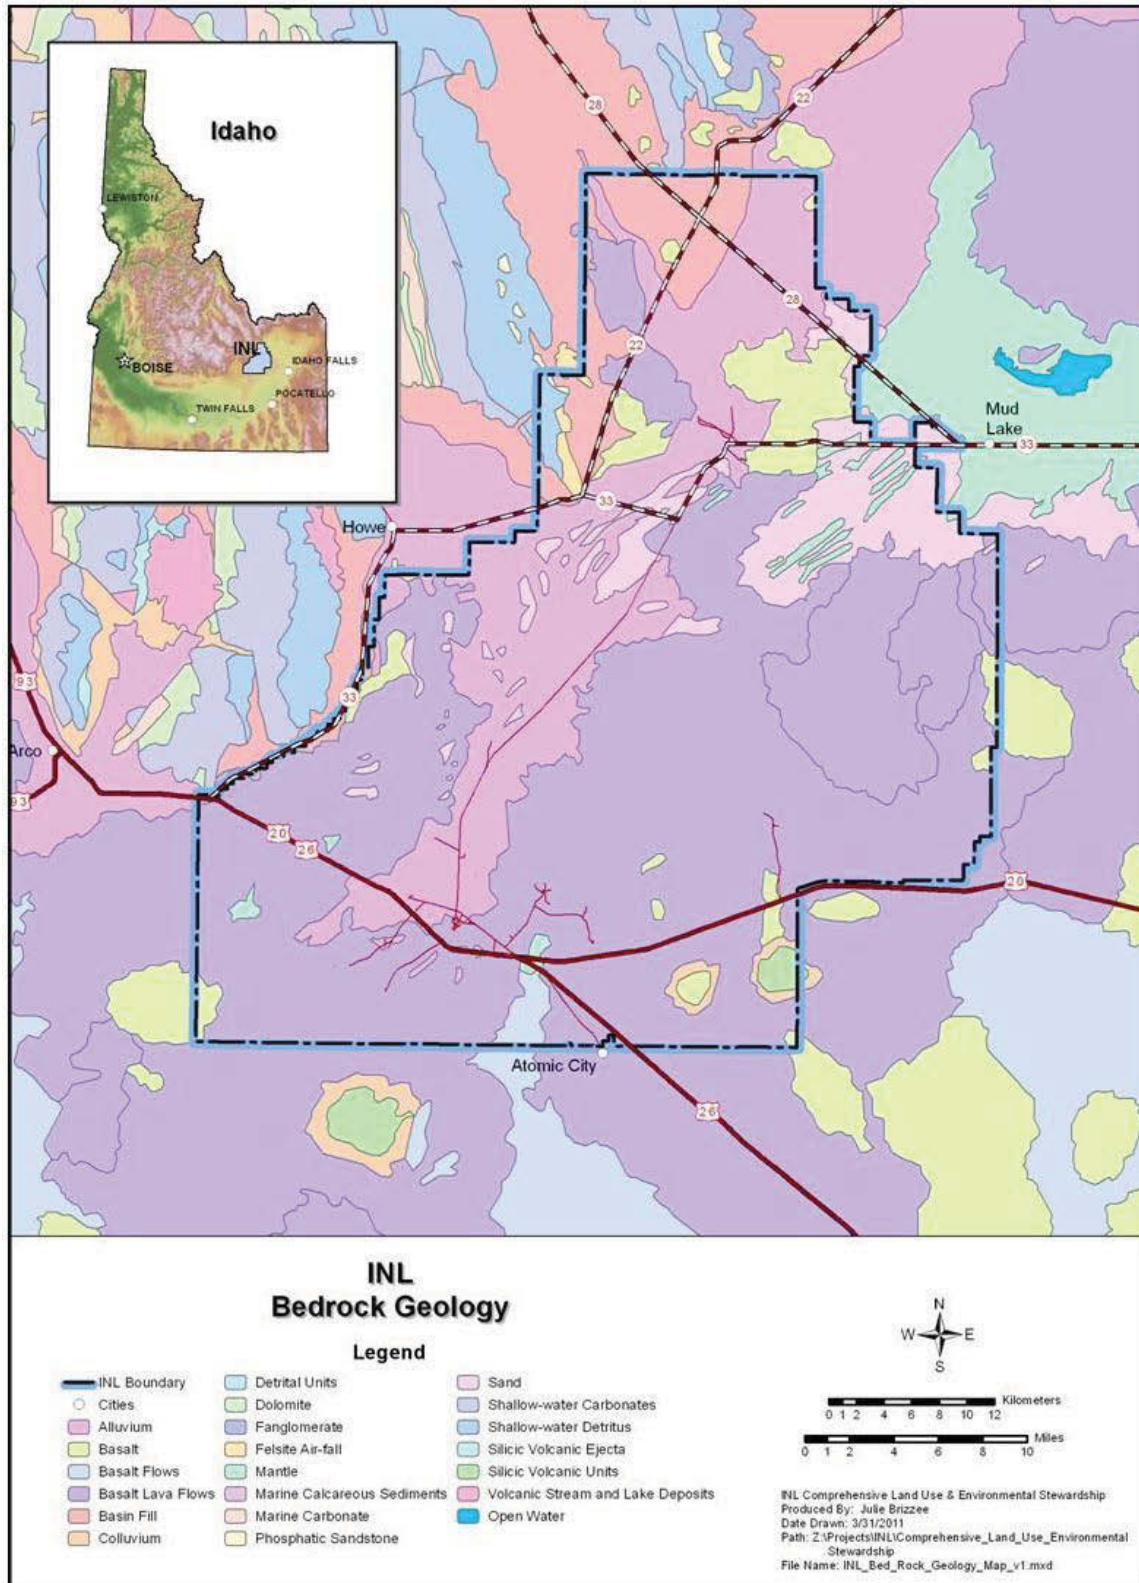 Idaho
LEWISTON
BOISE
INL
IDAHO FALLS
POCATELLO
TWIN FALLS
28
22
28
22
33
33
Mud
Lake
Howe
33
93
Arco
93
20
26
20
Atomic City
26
INL
Bedrock Geology
Legend
INL Boundary
Cities
Alluvium
Basalt
Basalt Flows
Basalt Lava Flows
Basin Fill
Colluvium
Detrital Units
Dolomite
Fanglomerate
Felsite Air-fall
Mantle
Marine Calcareous Sediments
Marine Carbonate
Phosphatic Sandstone
Sand
Shallow-water Carbonates
Shallow-water Detritus
Silicic Volcanic Ejecta
Silicic Volcanic Units
Volcanic Stream and Lake Deposits
Open Water
N
W E
S
Kilometers
0 1 2 4 6 8 10 12
Miles
0 1 2 4 6 8 10
INL Comprehensive Land Use & Environmental Stewardship
Produced By: Julie Brizzee
Date Drawn: 3/31/2011
Path: Z:\Projects\INL\Comprehensive_Land_Use_Environmental
Stewardship
File Name: INL_Bed_Rock_Geology_Map_v1.mxd